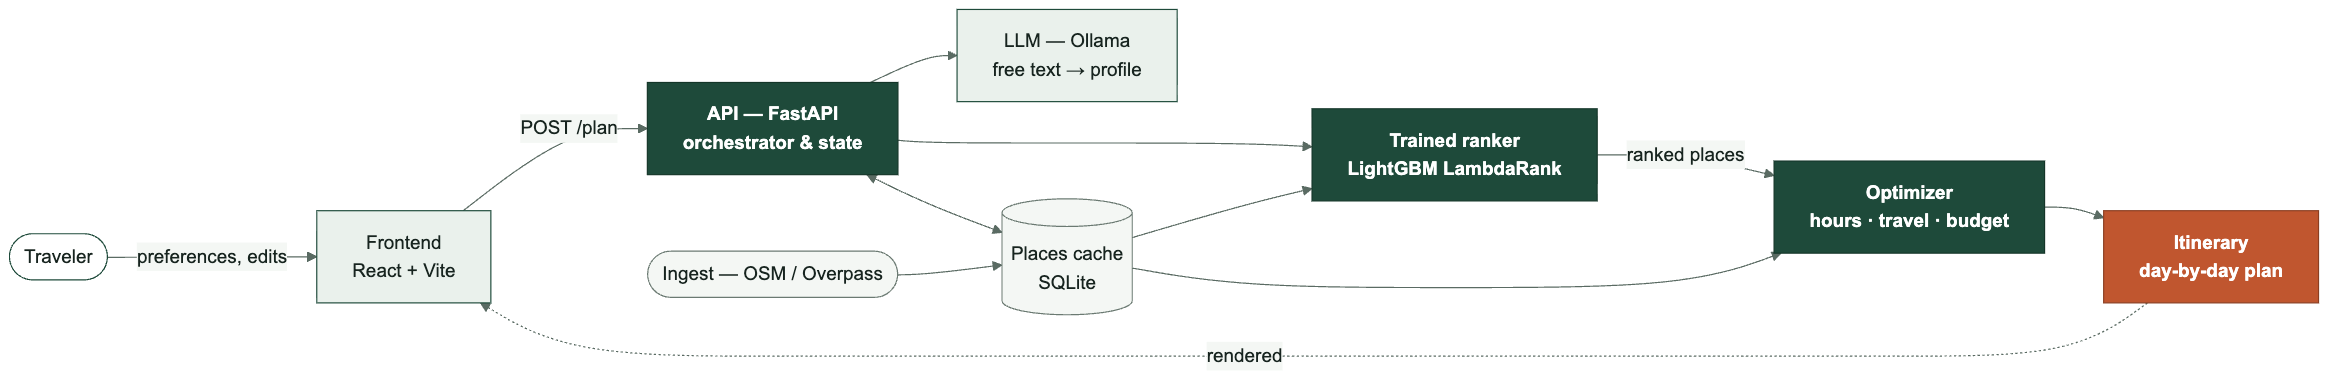 Traveler
preferences, edits
Frontend
React + Vite
POST /plan
API — FastAPI
orchestrator & state
LLM — Ollama
free text → profile
Ingest — OSM / Overpass
Places cache
SQLite
Trained ranker
LightGBM LambdaRank
ranked places
Optimizer
hours · travel · budget
Itinerary
day-by-day plan
rendered